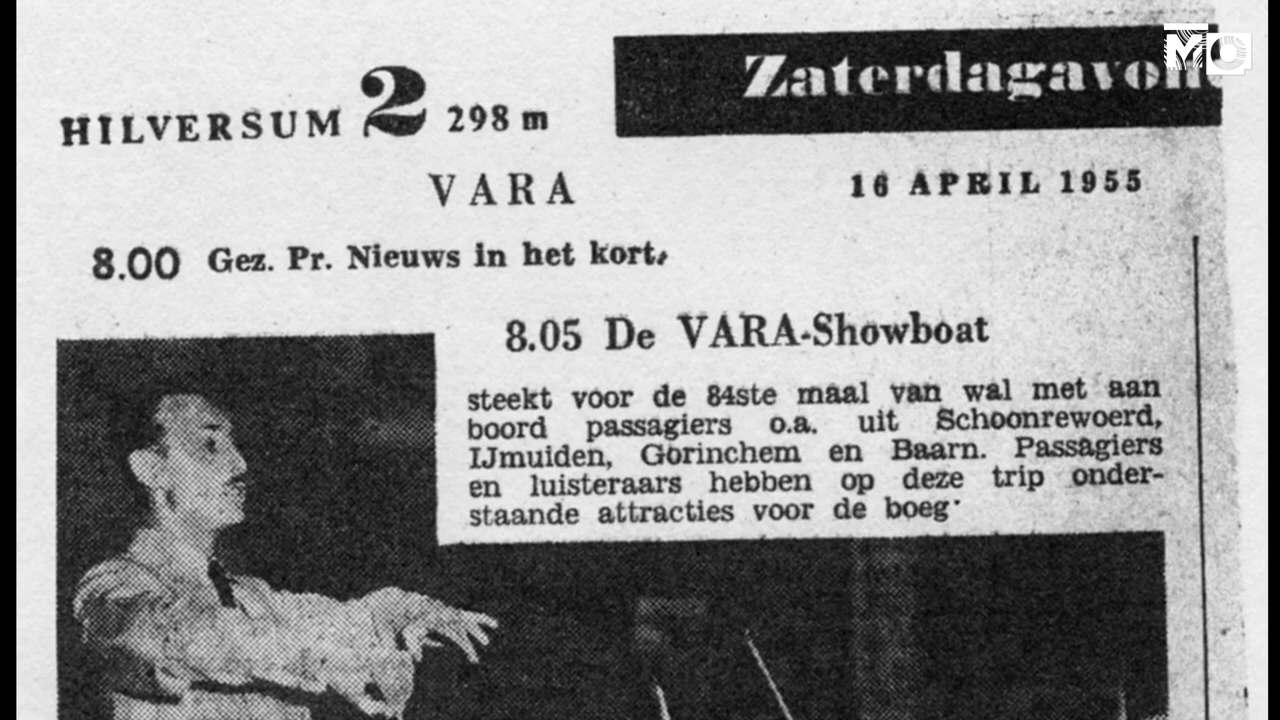 HILVERSUM 2 298 m
Zaterdagavon
MO
VARA
16 APRIL 1955
8.00 Gez. Pr. Nieuws in het kort.
8.05 De VARA-Showboat
steekt voor de 84ste maal van wal met aan
boord passagiers o.a. uit Schoonrewoerd,
IJmuiden, Gorinchem en Baarn. Passagiers
en luisteraars hebben op deze trip onder-
staande attracties voor de boeg